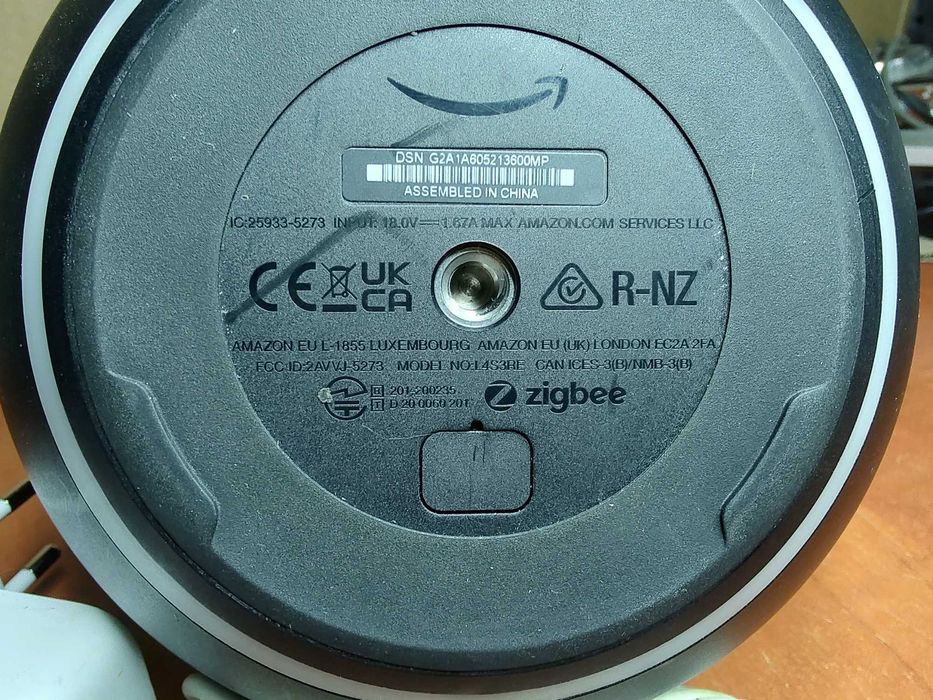 DSN G2A1A605213600MP
ASSEMBLED IN CHINA
IC:25933-5273 INPUT: 18.0V⎓1.67A MAX AMAZON.COM SERVICES LLC
CE UK CA R-NZ
AMAZON EU L-1855 LUXEMBOURG AMAZON EU (UK) LONDON EC2A 2FA
FCC ID:2AVVJ-5273 MODEL NO:L4S3RE CAN ICES-3(B)/NMB-3(B)
R 201-200235
T D 20 0060 201
zigbee